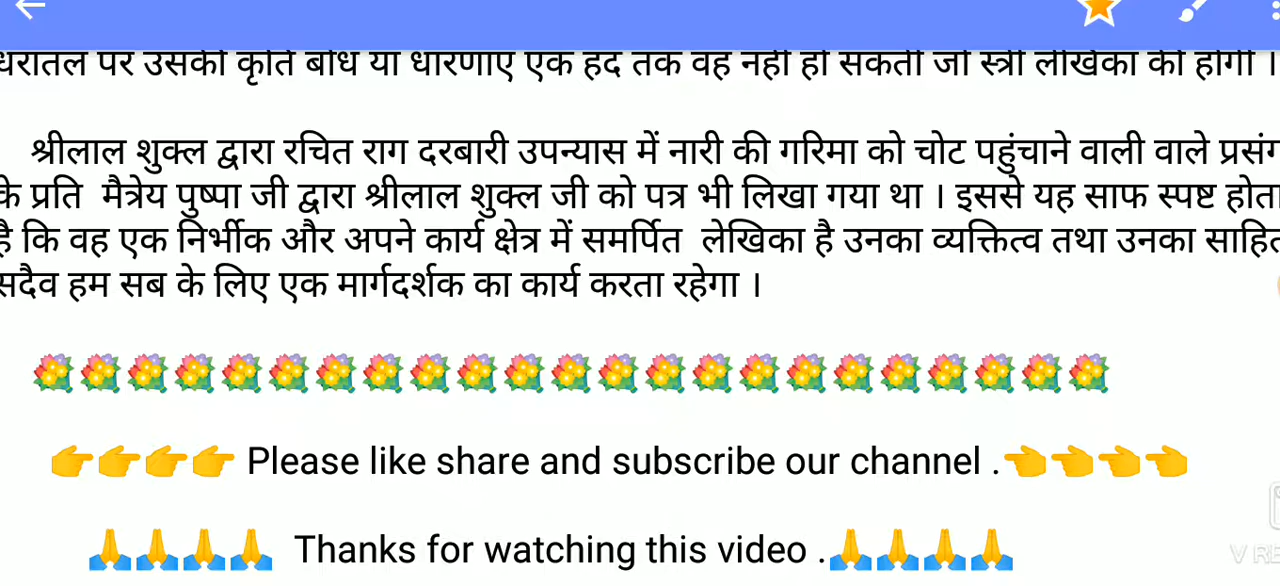 धरातल पर उसकी कृति बोध या धारणाएं एक हद तक वह नहीं हो सकती जो स्त्री लेखिका की होगी ।
श्रीलाल शुक्ल द्वारा रचित राग दरबारी उपन्यास में नारी की गरिमा को चोट पहुंचाने वाली वाले प्रसंग
के प्रति मैत्रेय पुष्पा जी द्वारा श्रीलाल शुक्ल जी को पत्र भी लिखा गया था । इससे यह साफ स्पष्ट होता
है कि वह एक निर्भीक और अपने कार्य क्षेत्र में समर्पित लेखिका है उनका व्यक्तित्व तथा उनका
सदैव हम सब के लिए एक मार्गदर्शक का कार्य करता रहेगा ।
💐💐💐💐💐💐💐💐💐💐💐💐💐💐💐💐💐💐💐💐💐💐💐
👉👉👉👉 Please like share and subscribe our channel .👈👈👈👈
🙏🙏🙏🙏 Thanks for watching this video .🙏🙏🙏🙏